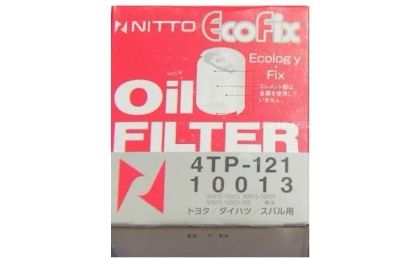 NITTO EcoFix
Ecology
Fix
エレメント部は
金属を使用して
いません。
Oil
FILTER
4TP-121
10013
トヨタ ダイハツ スバル用